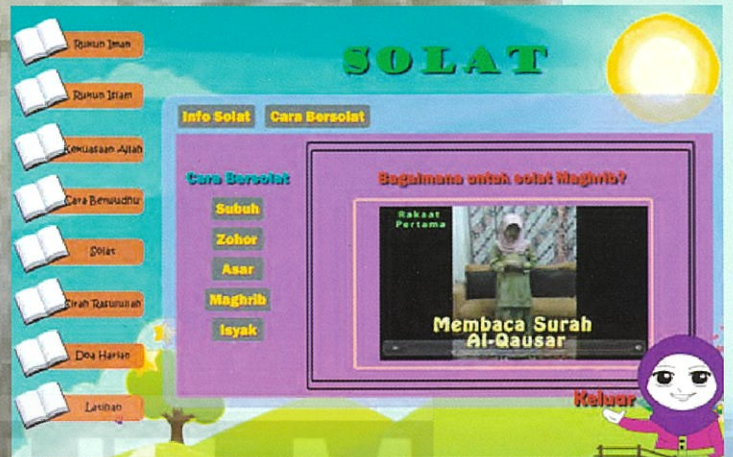 SOLAT
Rukun Iman
Rukun Islam
Kekuasaan Allah
Cara Berwudhu
Solat
Sirah Rasulullah
Doa Harian
Latihan
Info Solat
Cara Bersolat
Cara Bersolat
Subuh
Zohor
Asar
Maghrib
Isyak
Bagaimana untuk solat Maghrib?
Rakaat
Pertama
Membaca Surah
Al-Qausar
Keluar